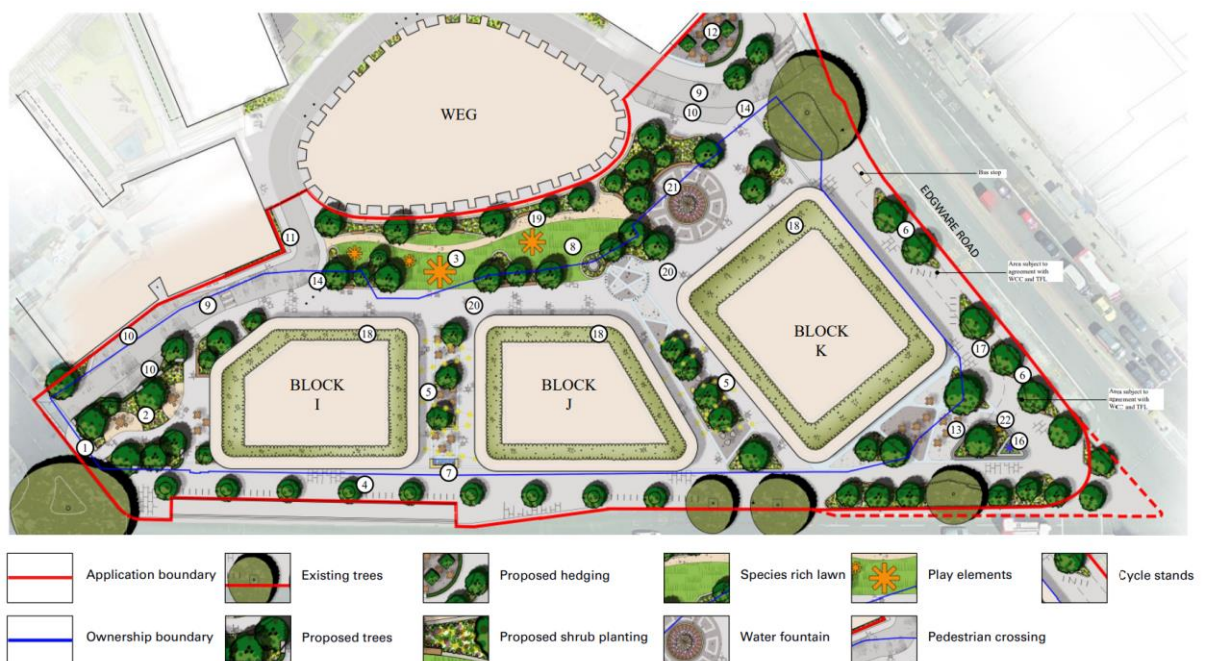 12
WEG
9
10
14
Bus stop
21
EDGWARE ROAD
19
18
6
11
3
8
Area subject to
agreement with
WCC and TFL
14
20
9
20
10
18
18
17
BLOCK
K
10
BLOCK
I
5
BLOCK
J
5
6
Area subject to
agreement with
WCC and TFL
2
13
22
16
1
7
4
Application boundary
Existing trees
Proposed hedging
Species rich lawn
Play elements
Cycle stands
Ownership boundary
Proposed trees
Proposed shrub planting
Water fountain
Pedestrian crossing